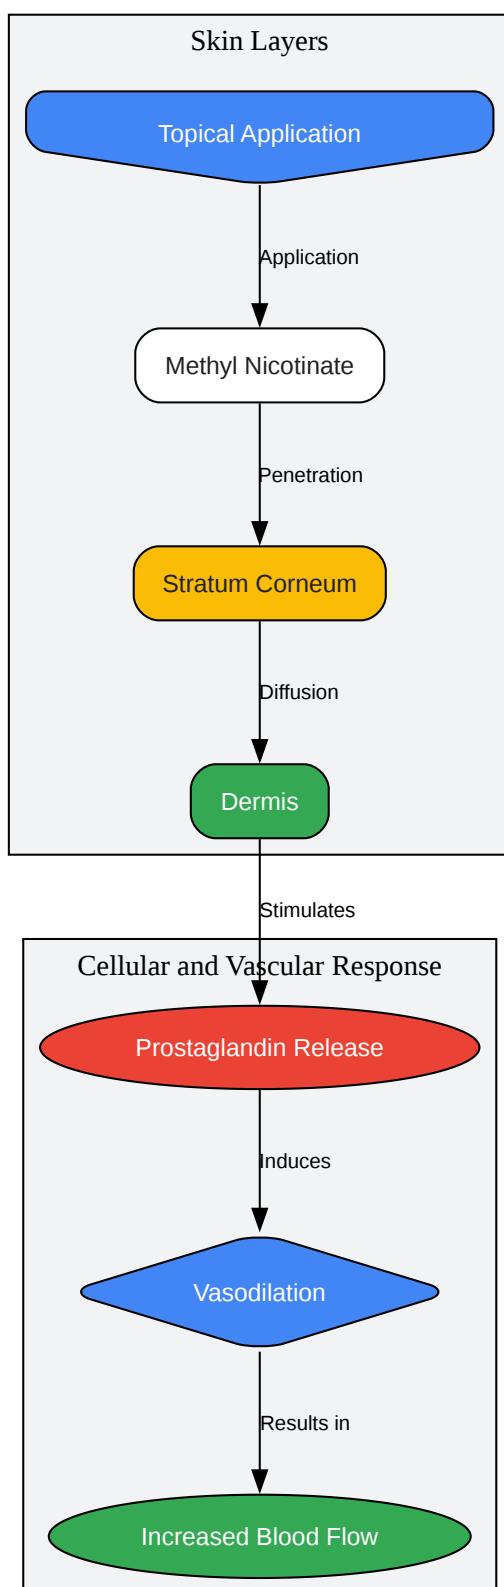 Skin Layers
Topical Application
Application
Methyl Nicotinate
Penetration
Stratum Corneum
Diffusion
Dermis
Stimulates
Cellular and Vascular Response
Prostaglandin Release
Induces
Vasodilation
Results in
Increased Blood Flow